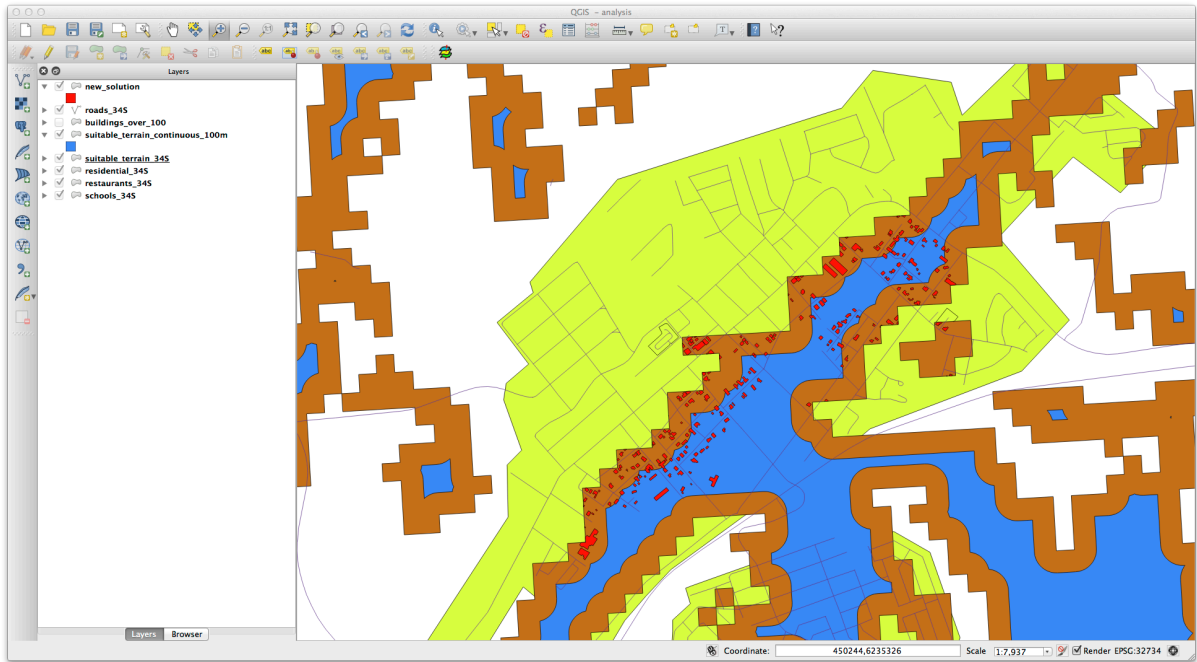 QGIS – analysis
Layers
new_solution
roads_34S
buildings_over_100
suitable_terrain_continuous_100m
suitable_terrain_34S
residential_34S
restaurants_34S
schools_34S
Layers Browser
Coordinate: 450244,6235326 Scale 1:7,937 Render EPSG:32734